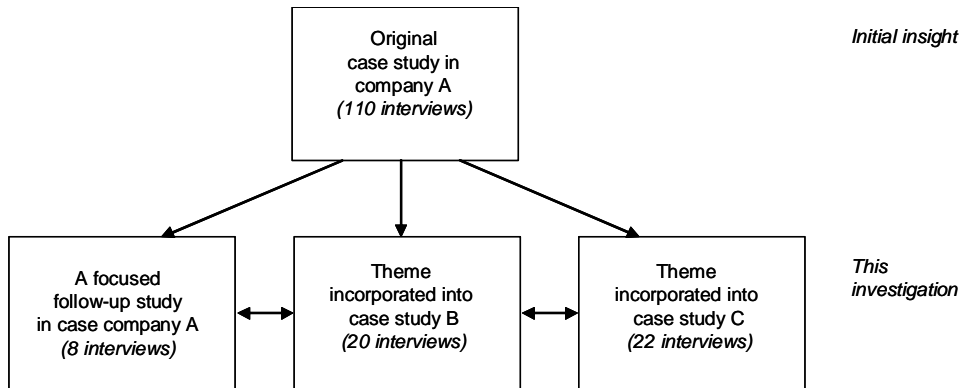 Original
case study in
company A
(110 interviews)
Initial insight
A focused
follow-up study
in case company A
(8 interviews)
Theme
incorporated into
case study B
(20 interviews)
Theme
incorporated into
case study C
(22 interviews)
This
investigation